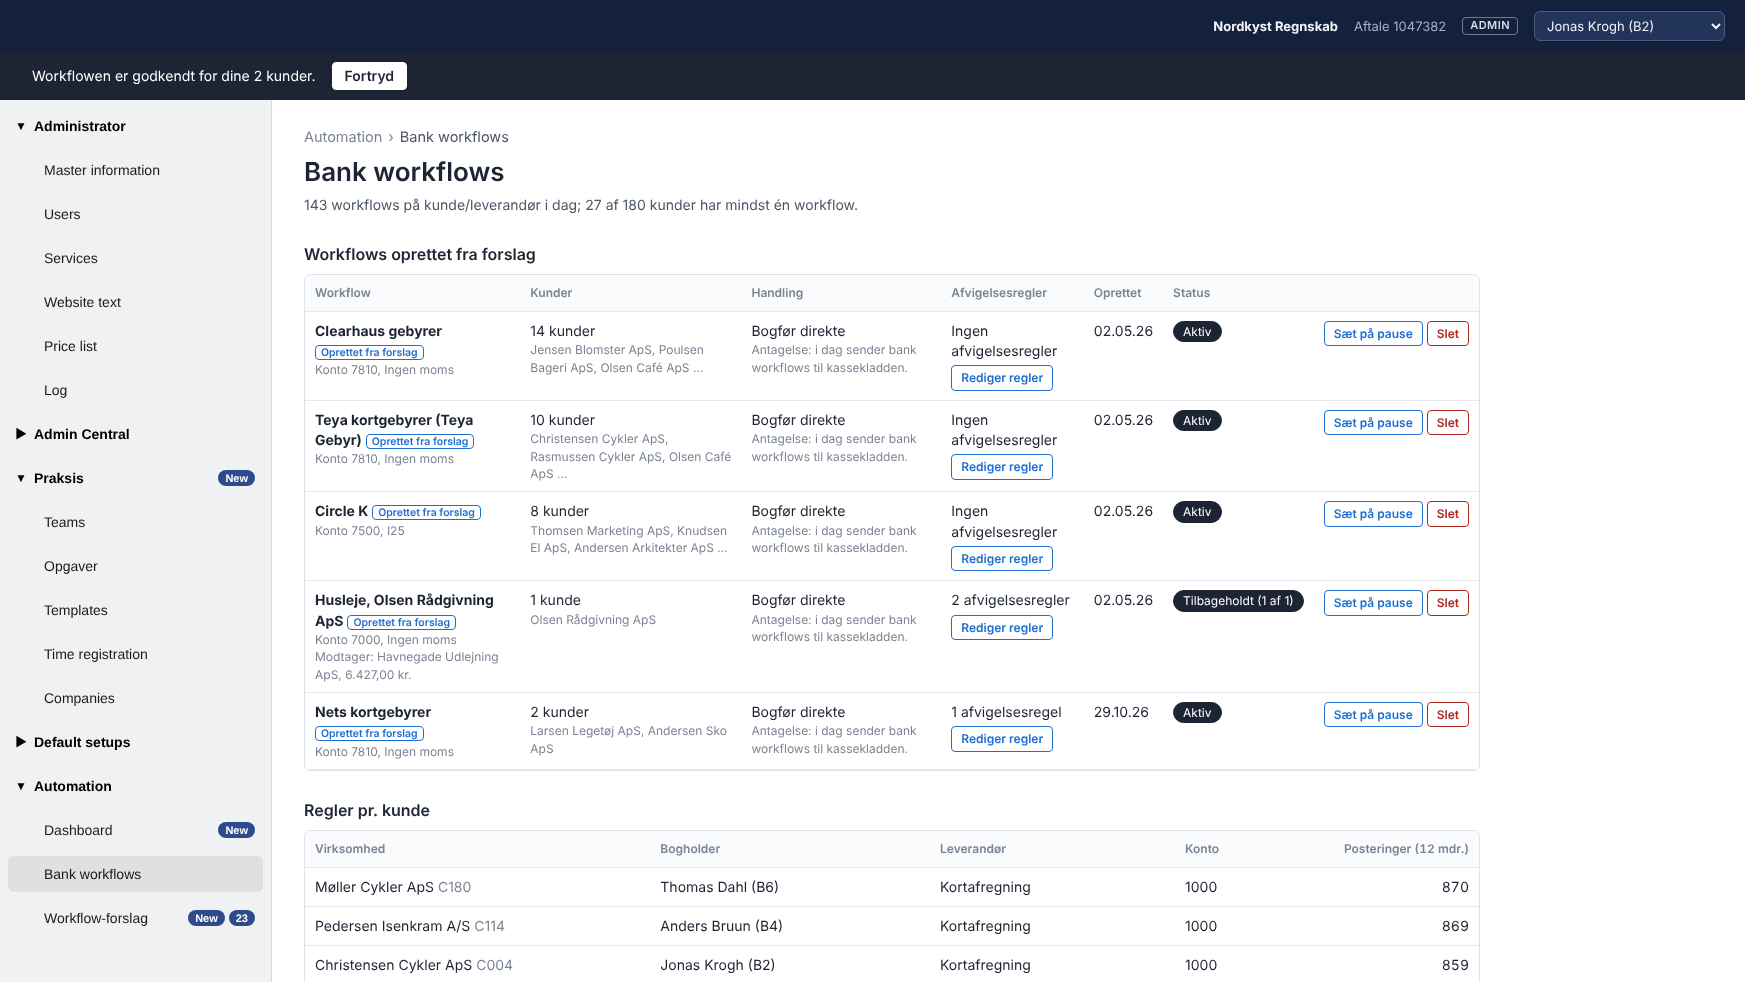 Nordkyst Regnskab Aftale 1047382 ADMIN Jonas Krogh (B2)
Workflowen er godkendt for dine 2 kunder. Fortryd
▼ Administrator
Master information
Users
Services
Website text
Price list
Log
▶ Admin Central
▼ Praksis New
Teams
Opgaver
Templates
Time registration
Companies
▶ Default setups
▼ Automation
Dashboard New
Bank workflows
Workflow-forslag New 23
Automation › Bank workflows
Bank workflows
143 workflows på kunde/leverandør i dag; 27 af 180 kunder har mindst én workflow.
Workflows oprettet fra forslag
Workflow Kunder Handling Afvigelsesregler Oprettet Status
Clearhaus gebyrer
Oprettet fra forslag
Konto 7810, Ingen moms
14 kunder
Jensen Blomster ApS, Poulsen
Bageri ApS, Olsen Café ApS ...
Bogfør direkte
Antagelse: i dag sender bank
workflows til kassekladden.
Ingen
afvigelsesregler
Rediger regler
02.05.26
Aktiv
Sæt på pause Slet
Teya kortgebyrer (Teya
Gebyr) Oprettet fra forslag
Konto 7810, Ingen moms
10 kunder
Christensen Cykler ApS,
Rasmussen Cykler ApS, Olsen Café
ApS ...
Bogfør direkte
Antagelse: i dag sender bank
workflows til kassekladden.
Ingen
afvigelsesregler
Rediger regler
02.05.26
Aktiv
Sæt på pause Slet
Circle K Oprettet fra forslag
Konto 7500, I25
8 kunder
Thomsen Marketing ApS, Knudsen
El ApS, Andersen Arkitekter ApS ...
Bogfør direkte
Antagelse: i dag sender bank
workflows til kassekladden.
Ingen
afvigelsesregler
Rediger regler
02.05.26
Aktiv
Sæt på pause Slet
Husleje, Olsen Rådgivning
ApS Oprettet fra forslag
Konto 7000, Ingen moms
Modtager: Havnegade Udlejning
ApS, 6.427,00 kr.
1 kunde
Olsen Rådgivning ApS
Bogfør direkte
Antagelse: i dag sender bank
workflows til kassekladden.
2 afvigelsesregler
Rediger regler
02.05.26
Tilbageholdt (1 af 1)
Sæt på pause Slet
Nets kortgebyrer
Oprettet fra forslag
Konto 7810, Ingen moms
2 kunder
Larsen Legetøj ApS, Andersen Sko
ApS
Bogfør direkte
Antagelse: i dag sender bank
workflows til kassekladden.
1 afvigelsesregel
Rediger regler
29.10.26
Aktiv
Sæt på pause Slet
Regler pr. kunde
Virksomhed Bogholder Leverandør Konto Posteringer (12 mdr.)
Møller Cykler ApS C180 Thomas Dahl (B6) Kortafregning 1000 870
Pedersen Isenkram A/S C114 Anders Bruun (B4) Kortafregning 1000 869
Christensen Cykler ApS C004 Jonas Krogh (B2) Kortafregning 1000 859